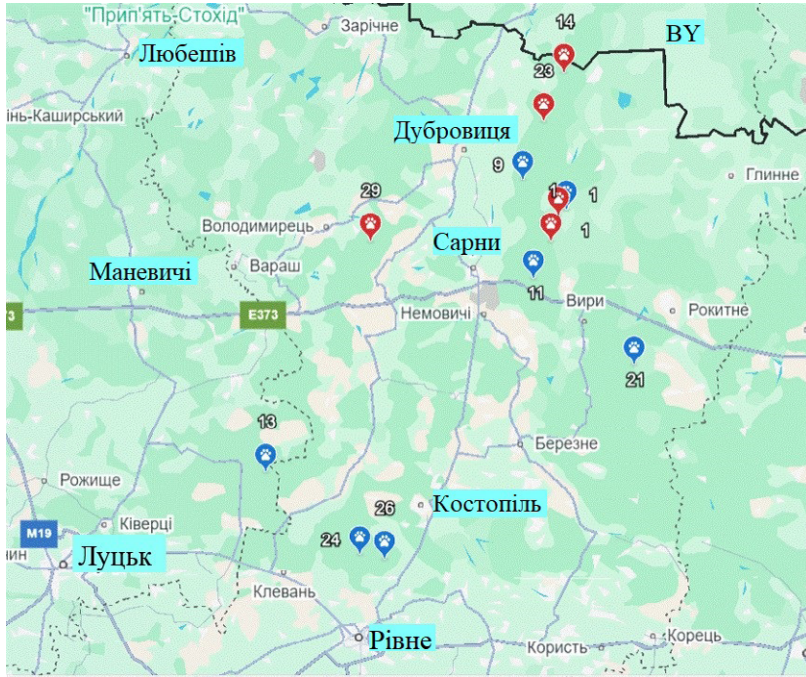 "Прип'ять-Стохід"
Зарічне
14
BY
Любешів
23
інь-Каширський
Дубровиця
9
Глинне
29
1
1
Володимирець
1
Сарни
Вараш
Маневичі
11
E373
Немовичі
Вири
Рокитне
73
21
13
Березне
Рожище
Костопіль
26
Ківерці
M19
24
чин
Луцьк
Клевань
Рівне
Користь
Корець